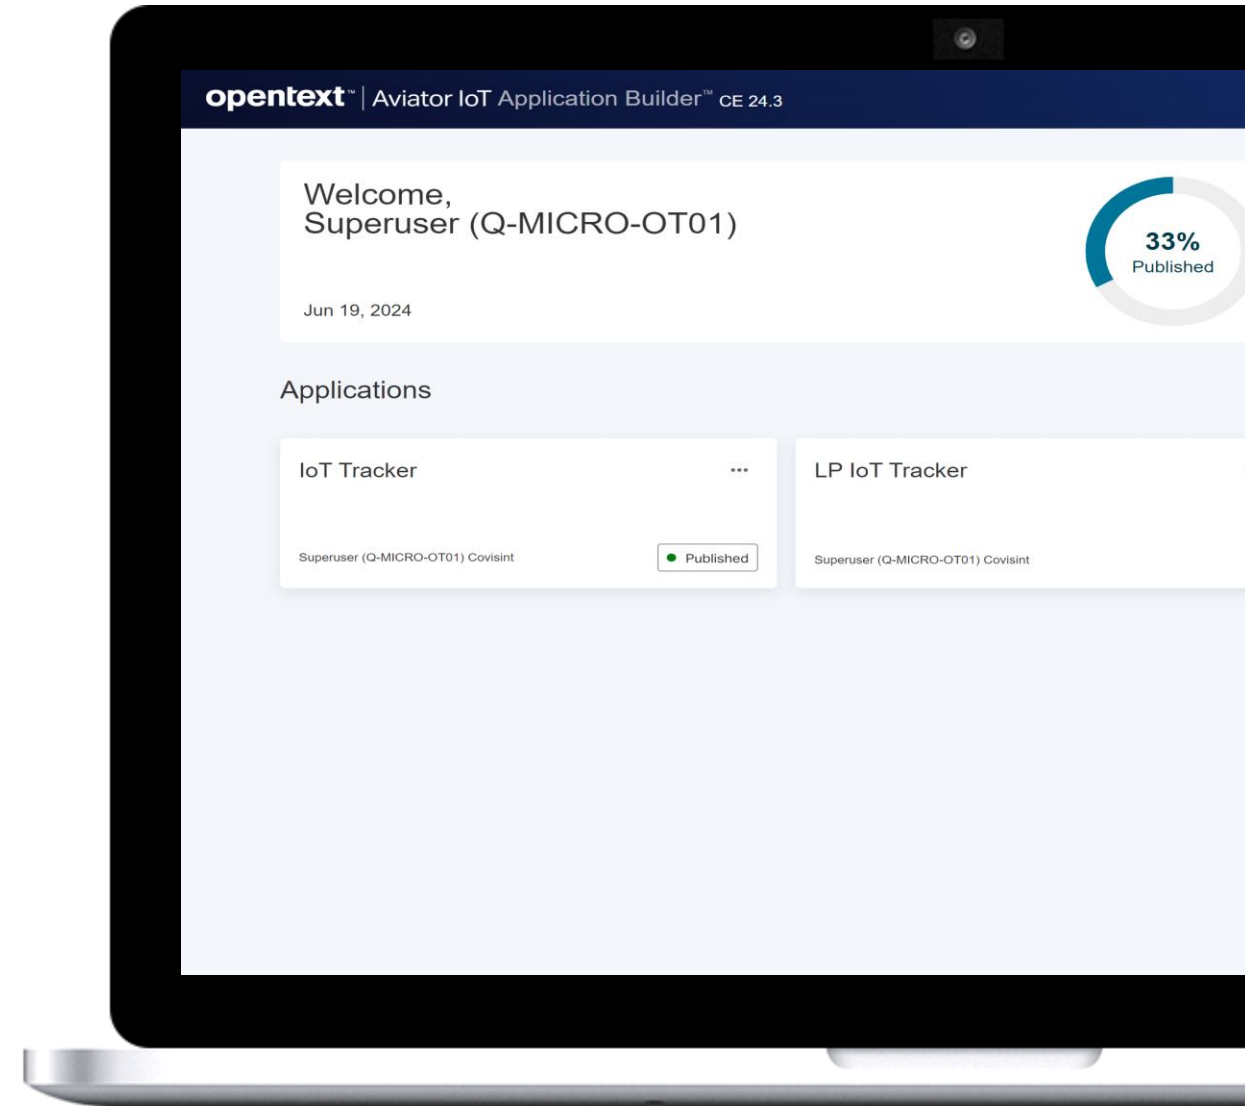 opentext™ | Aviator IoT Application Builder™ CE 24.3
Welcome,
Superuser (Q-MICRO-OT01)
33%
Published
Jun 19, 2024
Applications
IoT Tracker
LP IoT Tracker
Superuser (Q-MICRO-OT01) Covisint
Published
Superuser (Q-MICRO-OT01) Covisint